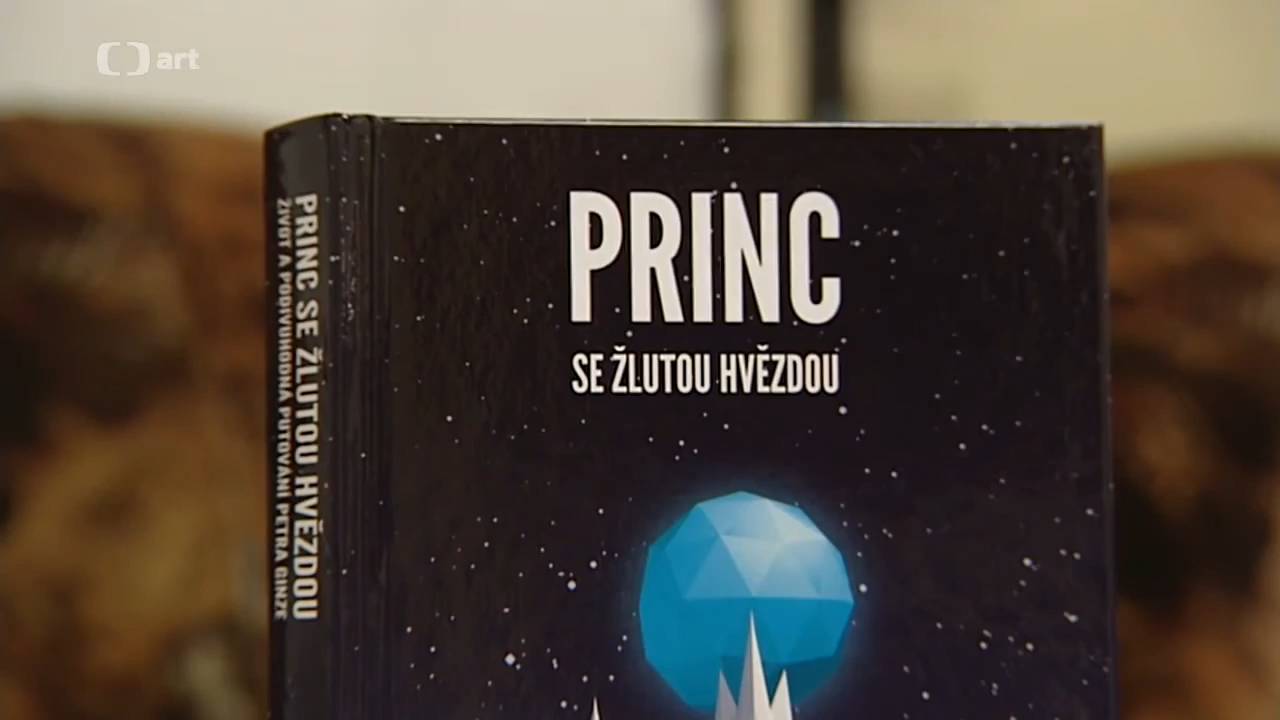 art
PRINC
SE ŽLUTOU HVĚZDOU
PRINC SE ŽLUTOU HVĚZDOU
ŽIVOT A PODIVUHODNÁ PUTOVÁNÍ PETRA GINZE